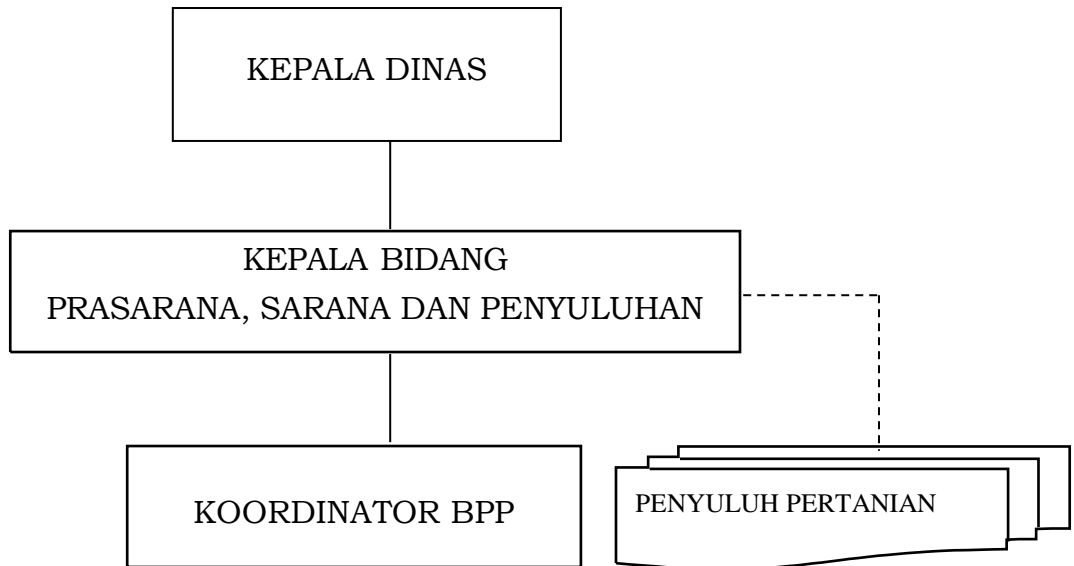 KEPALA DINAS
KEPALA BIDANG
PRASARANA, SARANA DAN PENYULUHAN
KOORDINATOR BPP
PENYULUH PERTANIAN